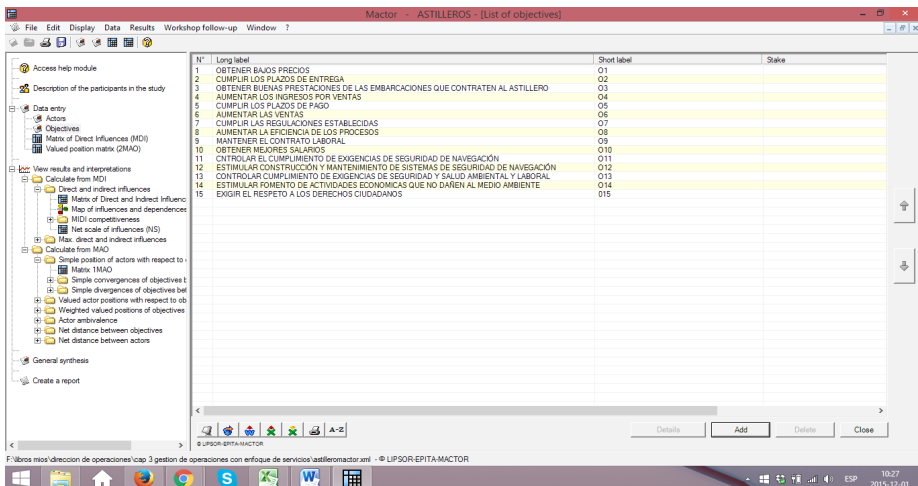 Mactor - ASTILLEROS - [List of objectives]
File Edit Display Data Results Workshop follow-up Window ?
Access help module
Description of the participants in the study
Data entry
Actors
Objectives
Matrix of Direct Influences (MDI)
Valued position matrix (2MAO)
View results and interpretations
Calculate from MDI
Direct and indirect influences
Matrix of Direct and Indirect Influenc
Map of influences and dependences
MIDI competitiveness
Net scale of influences (NS)
Max. direct and indirect influences
Calculate from MAO
Simple position of actors with respect to
Matrix 1MAO
Simple convergences of objectives b
Simple divergences of objectives bet
Valued actor positions with respect to ob
Weighted valued positions of objectives
Actor ambivalence
Net distance between objectives
Net distance between actors
General synthesis
Create a report
N° Long label Short label Stake
1 OBTENER BAJOS PRECIOS O1
2 CUMPLIR LOS PLAZOS DE ENTREGA O2
3 OBTENER BUENAS PRESTACIONES DE LAS EMBARCACIONES QUE CONTRATEN AL ASTILLERO O3
4 AUMENTAR LOS INGRESOS POR VENTAS O4
5 CUMPLIR LOS PLAZOS DE PAGO O5
6 AUMENTAR LAS VENTAS O6
7 CUMPLIR LAS REGULACIONES ESTABLECIDAS O7
8 AUMENTAR LA EFICIENCIA DE LOS PROCESOS O8
9 MANTENER EL CONTRATO LABORAL O9
10 OBTENER MEJORES SALARIOS O10
11 CNTROLAR EL CUMPLIMIENTO DE EXIGENCIAS DE SEGURIDAD DE NAVEGACIÓN O11
12 ESTIMULAR CONSTRUCCIÓN Y MANTENIMIENTO DE SISTEMAS DE SEGURIDAD DE NAVEGACIÓN O12
13 CONTROLAR CUMPLIMIENTO DE EXIGENCIAS DE SEGURIDAD Y SALUD AMBIENTAL Y LABORAL O13
14 ESTIMULAR FOMENTO DE ACTIVIDADES ECONOMICAS QUE NO DAÑEN AL MEDIO AMBIENTE O14
15 EXIGIR EL RESPETO A LOS DERECHOS CIUDADANOS O15
A-Z
Details Add Delete Close
© LIPSOR-EPITA-MACTOR
F:\libros mios\direccion de operaciones\cap 3 gestion de operaciones con enfoque de servicios\astilleromactor.xml - © LIPSOR-EPITA-MACTOR
ESP
10:27
2015-12-01